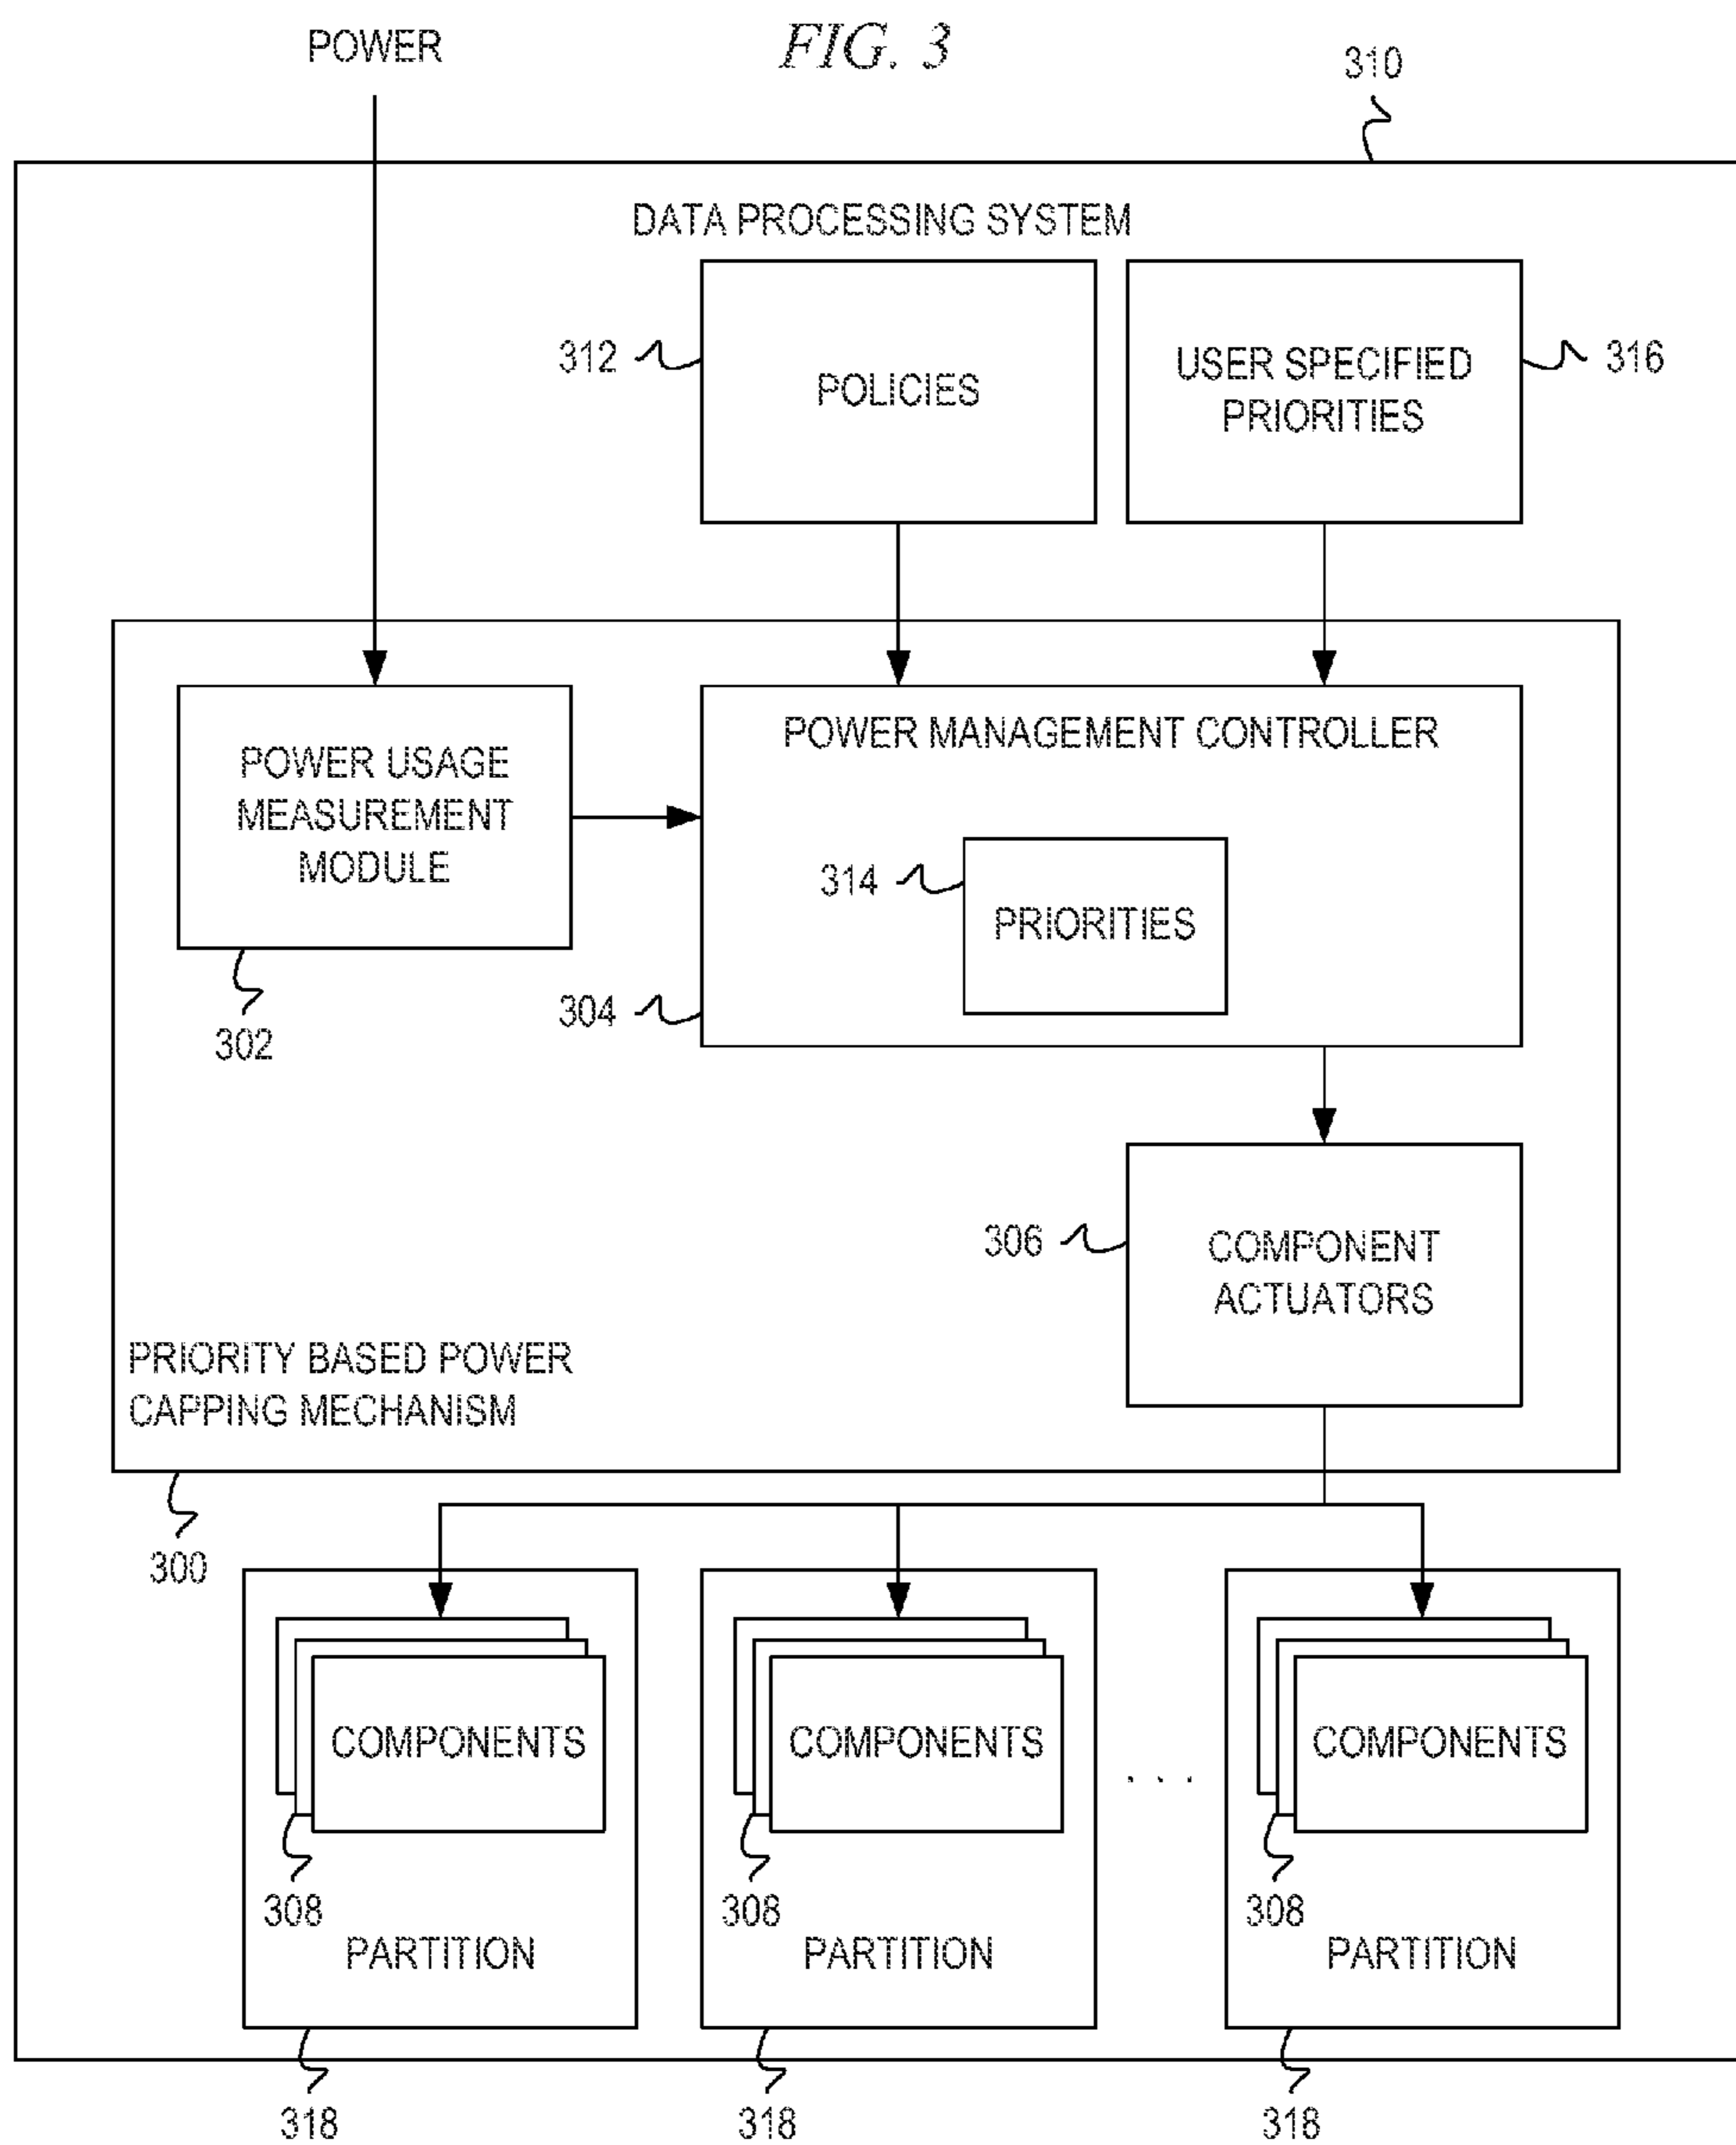 POWER
FIG. 3
310
DATA PROCESSING SYSTEM
312
POLICIES
USER SPECIFIED
PRIORITIES
316
POWER USAGE
MEASUREMENT
MODULE
302
POWER MANAGEMENT CONTROLLER
314
PRIORITIES
304
306
COMPONENT
ACTUATORS
PRIORITY BASED POWER
CAPPING MECHANISM
300
COMPONENTS
308
PARTITION
318
COMPONENTS
308
PARTITION
318
. . .
COMPONENTS
308
PARTITION
318